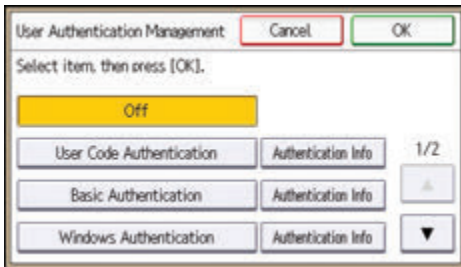 User Authentication Management Cancel OK
Select item, then press [OK].
Off
User Code Authentication Authentication Info 1/2
Basic Authentication Authentication Info
Windows Authentication Authentication Info